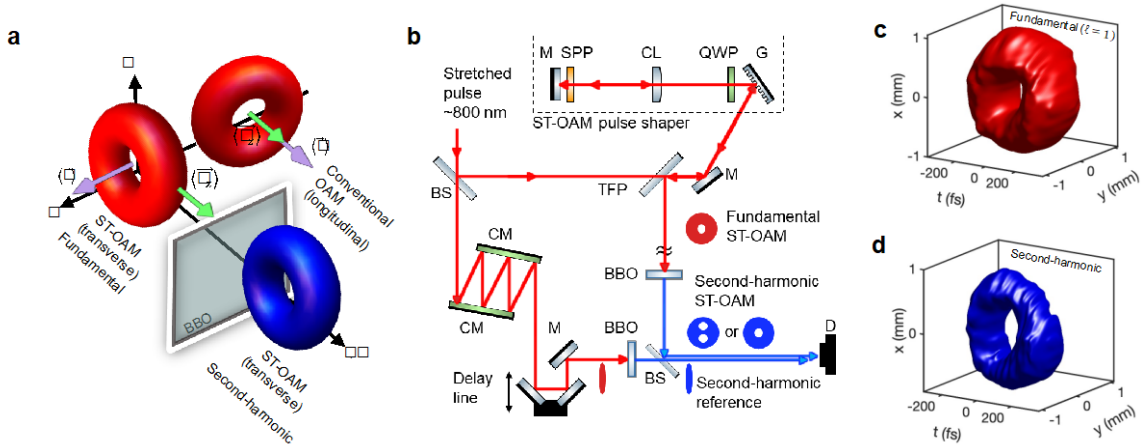 a
ST-OAM
(transverse)
Fundamental
Conventional
OAM
(longitudinal)
BBO
ST-OAM
(transverse)
Second-harmonic
b
Stretched
pulse
~800 nm
M SPP CL QWP G
ST-OAM pulse shaper
BS
TFP
M
Fundamental
ST-OAM
CM
BBO
Second-harmonic
ST-OAM
or
CM
M
BBO
D
BS
Delay
line
Second-harmonic
reference
c
Fundamental (ℓ = 1)
x (mm)
1
0
-1
-200
0
200
t (fs)
-1
0
1
y (mm)
d
Second-harmonic
x (mm)
1
0
-200
0
200
t (fs)
-1
0
1
y (mm)